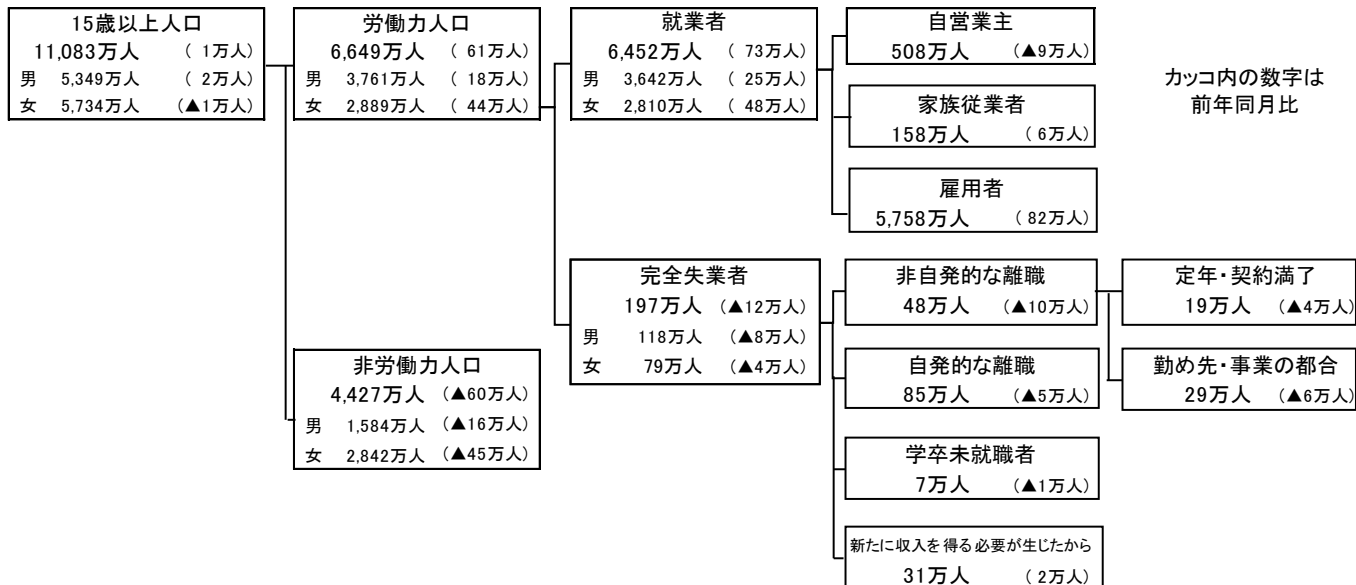 15歳以上人口
11,083万人 ( 1万人)
男 5,349万人 ( 2万人)
女 5,734万人 (▲1万人)
労働力人口
6,649万人 ( 61万人)
男 3,761万人 ( 18万人)
女 2,889万人 ( 44万人)
非労働力人口
4,427万人 (▲60万人)
男 1,584万人 (▲16万人)
女 2,842万人 (▲45万人)
就業者
6,452万人 ( 73万人)
男 3,642万人 ( 25万人)
女 2,810万人 ( 48万人)
完全失業者
197万人 (▲12万人)
男 118万人 (▲8万人)
女 79万人 (▲4万人)
自営業主
508万人 (▲9万人)
家族従業者
158万人 ( 6万人)
雇用者
5,758万人 ( 82万人)
非自発的な離職
48万人 (▲10万人)
自発的な離職
85万人 (▲5万人)
学卒未就職者
7万人 (▲1万人)
新たに収入を得る必要が生じたから
31万人 ( 2万人)
定年・契約満了
19万人 (▲4万人)
勤め先・事業の都合
29万人 (▲6万人)
カッコ内の数字は
前年同月比